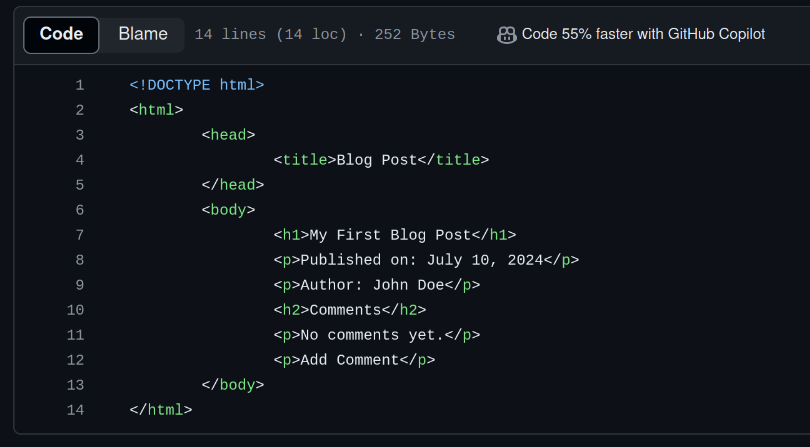 Code Blame 14 lines (14 loc) · 252 Bytes Code 55% faster with GitHub Copilot
1 <!DOCTYPE html>
2 <html>
3 <head>
4 <title>Blog Post</title>
5 </head>
6 <body>
7 <h1>My First Blog Post</h1>
8 <p>Published on: July 10, 2024</p>
9 <p>Author: John Doe</p>
10 <h2>Comments</h2>
11 <p>No comments yet.</p>
12 <p>Add Comment</p>
13 </body>
14 </html>